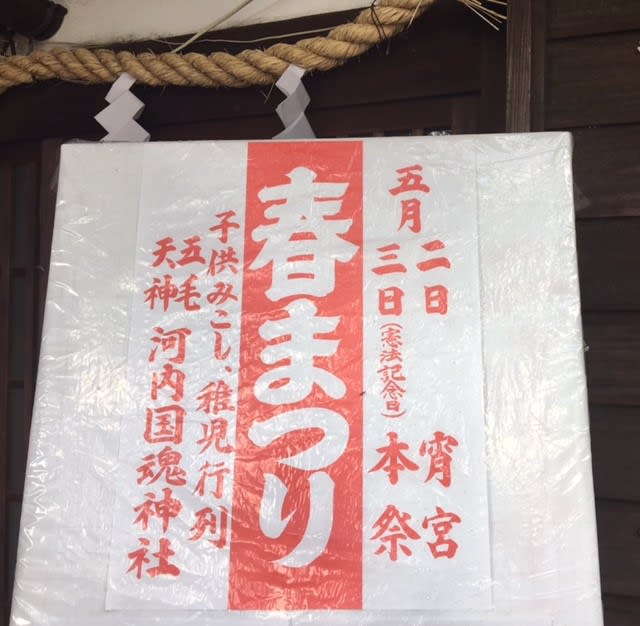 五月
二日 宵宮
三日(憲法記念日) 本祭
春まつり
子供みこし、稚児行列
五毛
天神
河内国魂神社